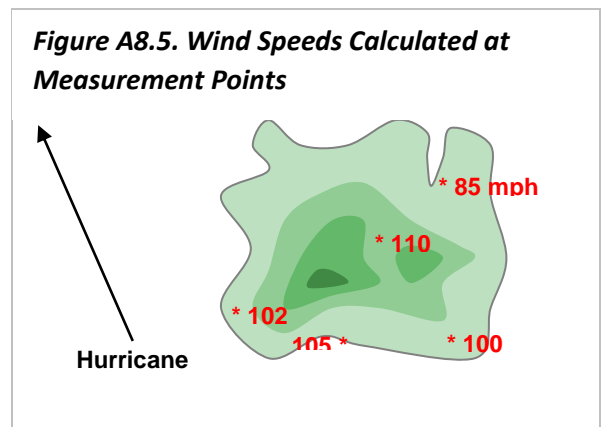 Figure A8.5. Wind Speeds Calculated at
Measurement Points
* 85 mph
* 110
* 102
105 *
* 100
Hurricane